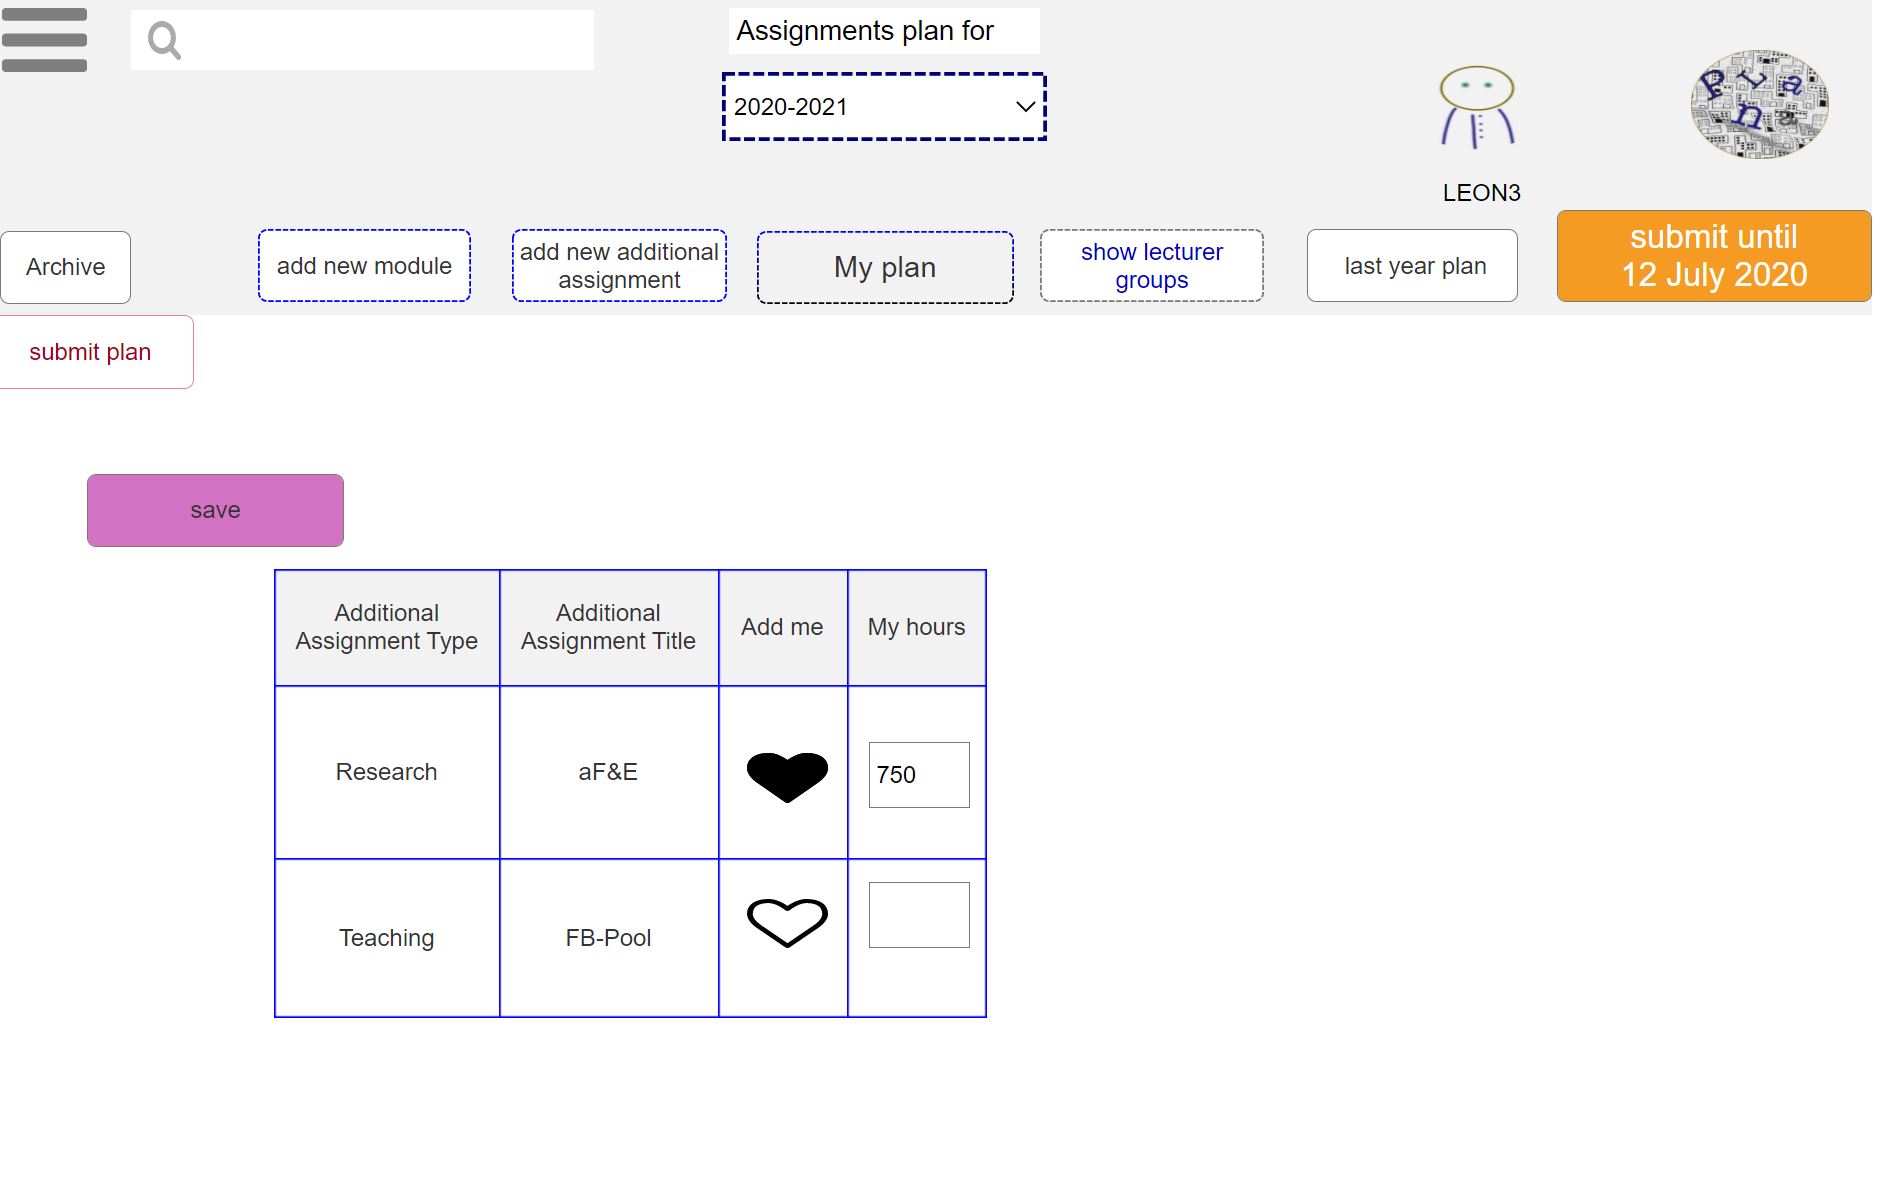 Assignments plan for
2020-2021
PLana
LEON3
Archive
add new module
add new additional
assignment
My plan
show lecturer
groups
last year plan
submit until
12 July 2020
submit plan
save
Additional
Assignment Type
Additional
Assignment Title
Add me
My hours
Research
aF&E
750
Teaching
FB-Pool